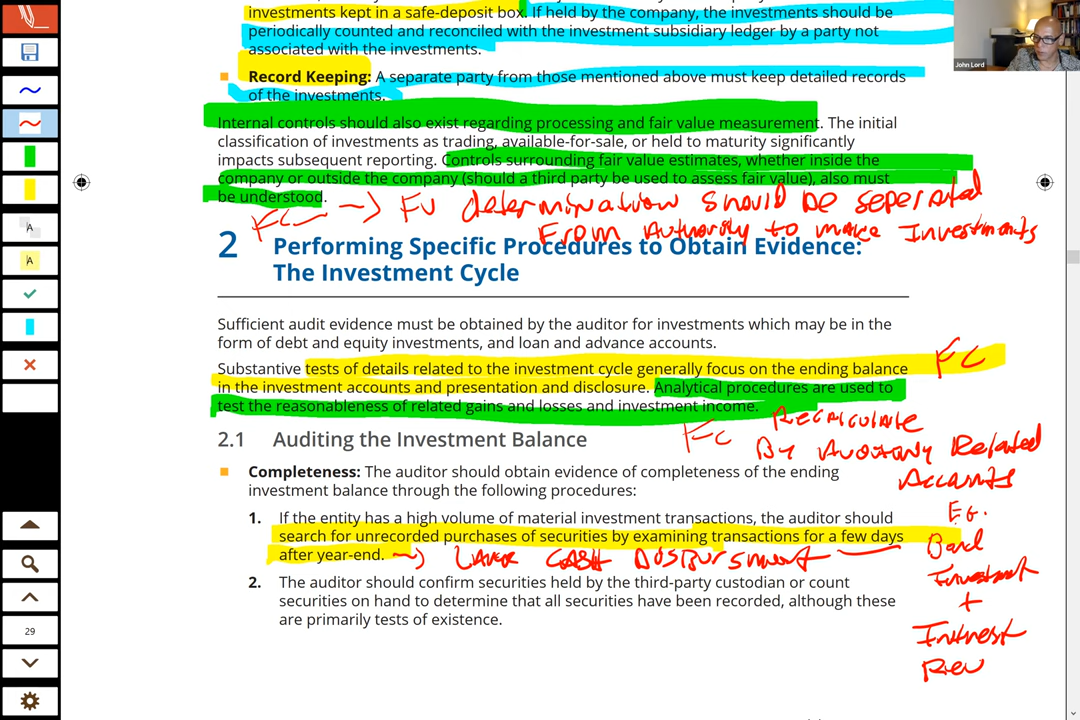 investments kept in a safe-deposit box. If held by the company, the investments should be
periodically counted and reconciled with the investment subsidiary ledger by a party not
associated with the investments.
John Lord
Record Keeping: A separate party from those mentioned above must keep detailed records
of the investments.
Internal controls should also exist regarding processing and fair value measurement. The initial
classification of investments as trading, available-for-sale, or held to maturity significantly
impacts subsequent reporting. Controls surrounding fair value estimates, whether inside the
company or outside the company (should a third party be used to assess fair value), also must
be understood.
FC → FV determination should be seperated
From Authority to make Investments
2 Performing Specific Procedures to Obtain Evidence:
The Investment Cycle
Sufficient audit evidence must be obtained by the auditor for investments which may be in the
form of debt and equity investments, and loan and advance accounts.
Substantive tests of details related to the investment cycle generally focus on the ending balance
in the investment accounts and presentation and disclosure. Analytical procedures are used to
test the reasonableness of related gains and losses and investment income.
FC
FC Recalculate
By Auditing Related
Accounts
E.G.
Bond
Investment
+
Interest
Rev
2.1 Auditing the Investment Balance
Completeness: The auditor should obtain evidence of completeness of the ending
investment balance through the following procedures:
1. If the entity has a high volume of material investment transactions, the auditor should
search for unrecorded purchases of securities by examining transactions for a few days
after year-end. → Later Cash Disbursment
2. The auditor should confirm securities held by the third-party custodian or count
securities on hand to determine that all securities have been recorded, although these
are primarily tests of existence.
A
A
29